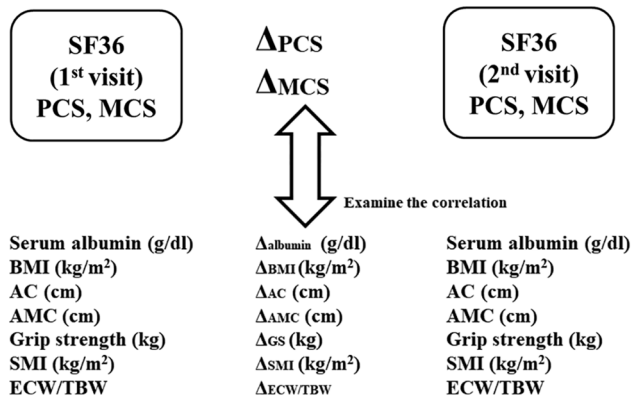 SF36
(1st visit)
PCS, MCS
ΔPCS
ΔMCS
SF36
(2nd visit)
PCS, MCS
Examine the correlation
Serum albumin (g/dl)
BMI (kg/m²)
AC (cm)
AMC (cm)
Grip strength (kg)
SMI (kg/m²)
ECW/TBW
Δalbumin (g/dl)
ΔBMI (kg/m²)
ΔAC (cm)
ΔAMC (cm)
ΔGS (kg)
ΔSMI (kg/m²)
ΔECW/TBW
Serum albumin (g/dl)
BMI (kg/m²)
AC (cm)
AMC (cm)
Grip strength (kg)
SMI (kg/m²)
ECW/TBW